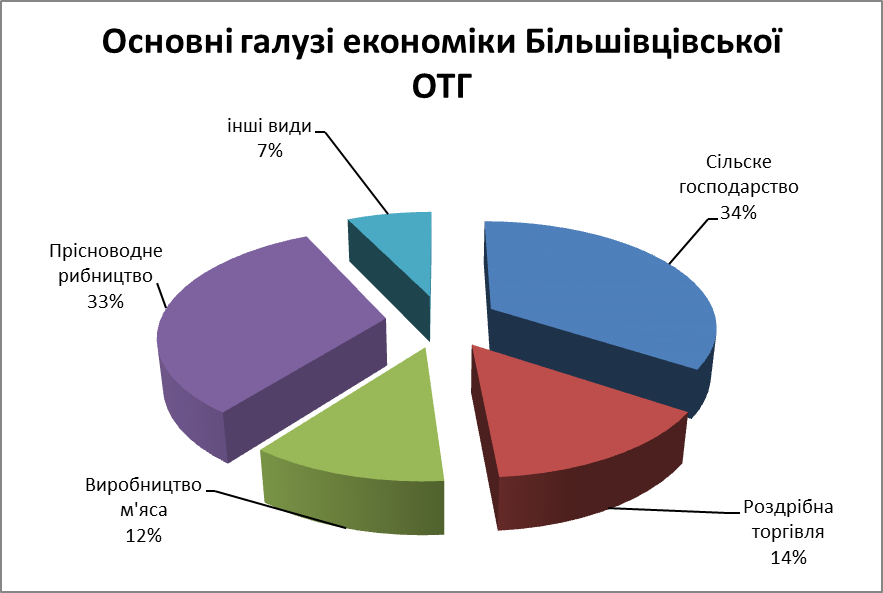 Основні галузі економіки Більшівцівської
ОТГ
інші види
7%
Сільске
господарство
34%
Прісноводне
рибництво
33%
Виробництво
м'яса
12%
Роздрібна
торгівля
14%